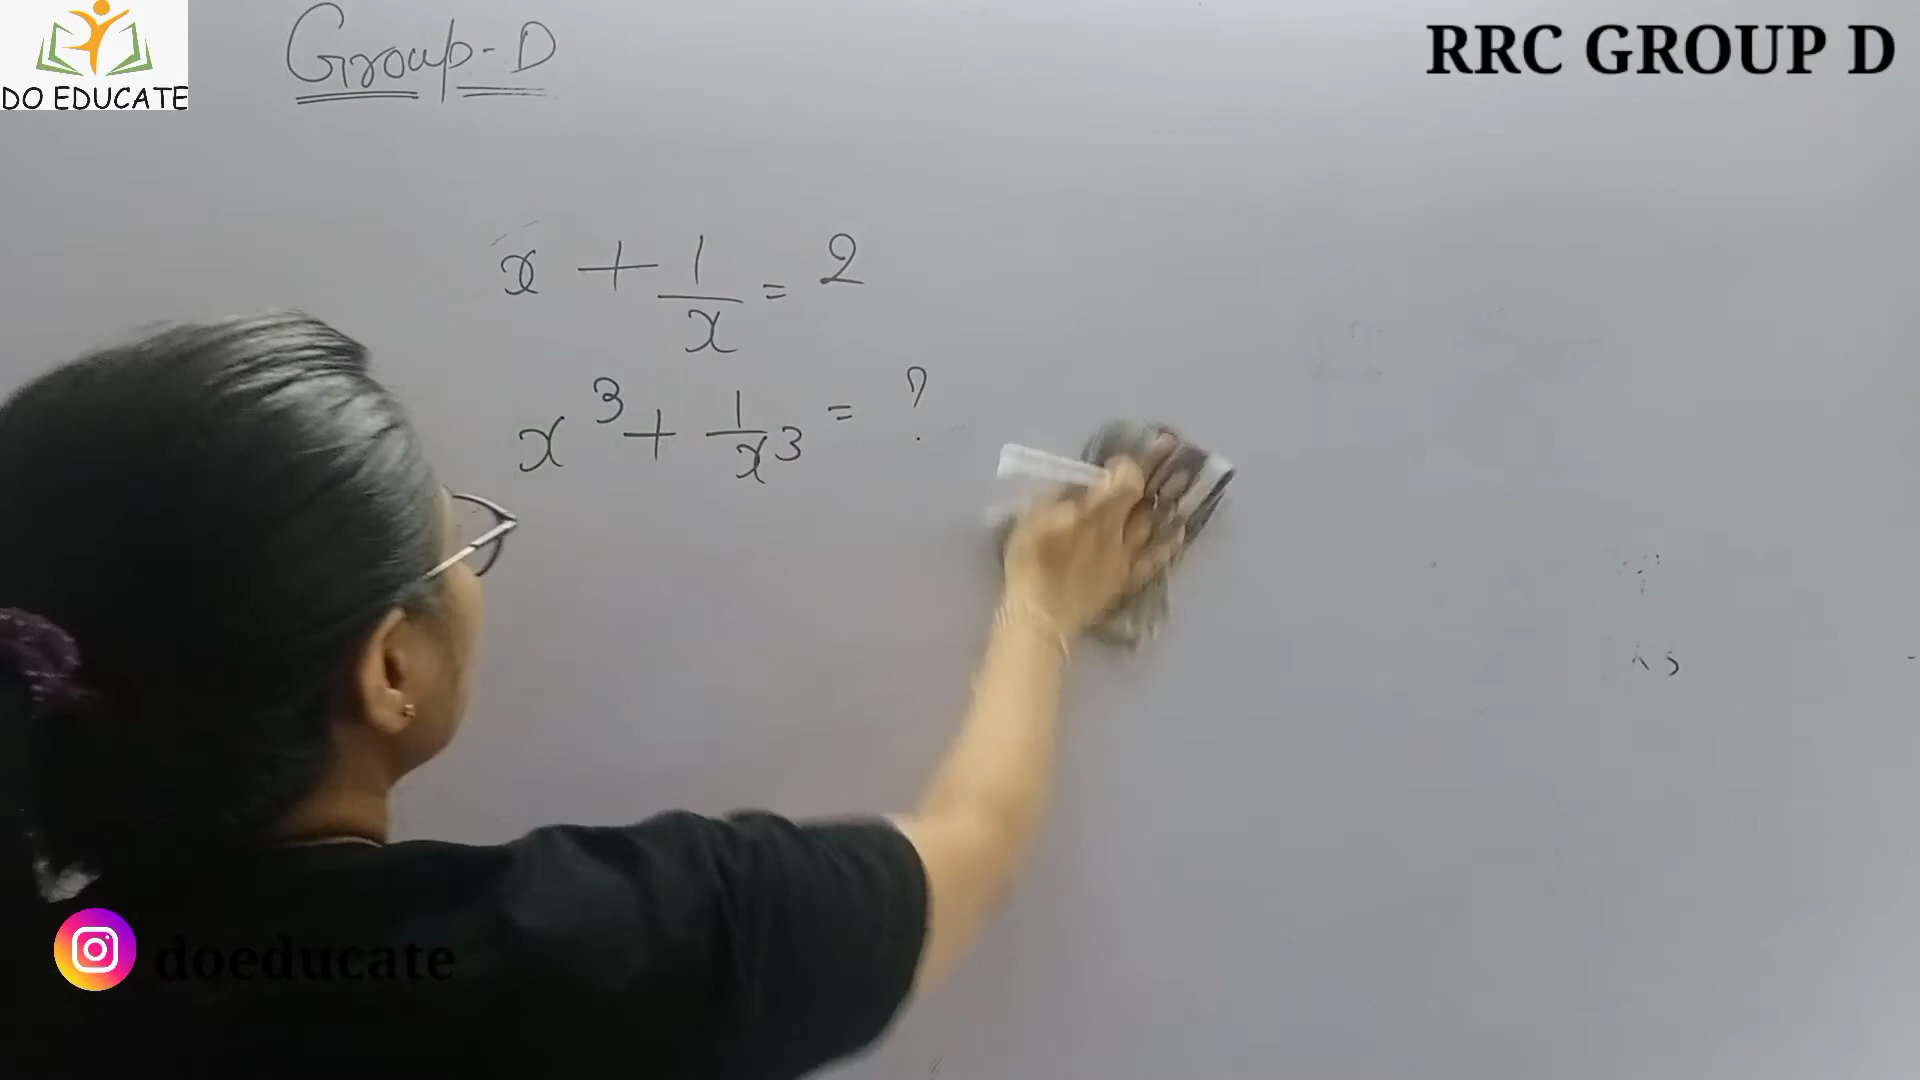 DO EDUCATE
Group-D
RRC GROUP D
x + 1/x = 2
x³ + 1/x³ = ?
doeducate